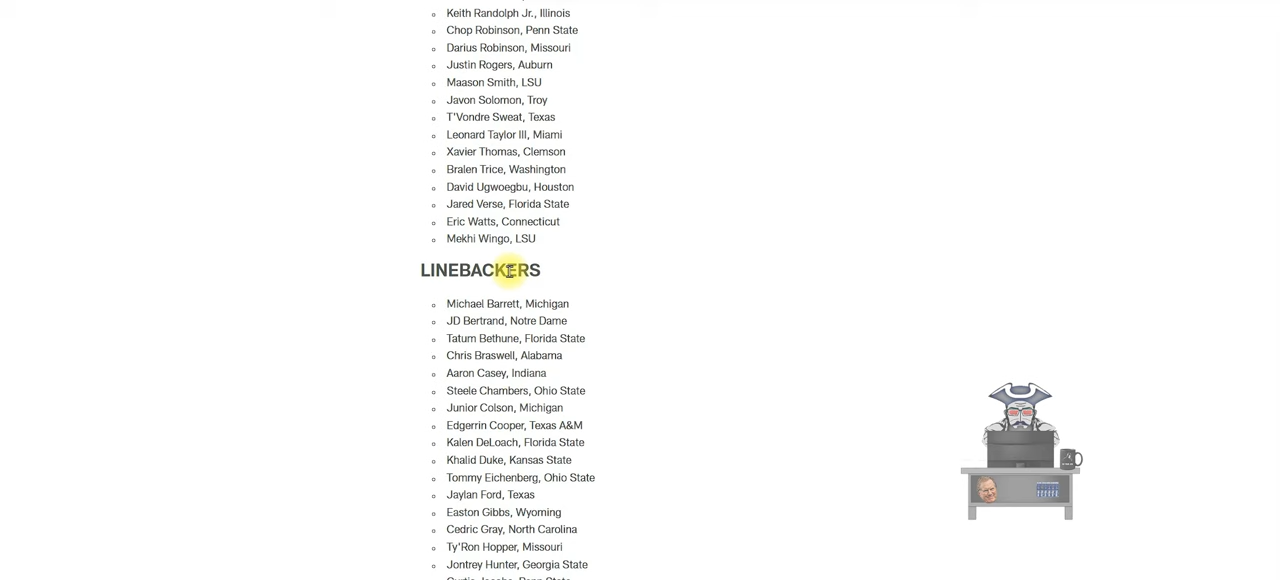 Keith Randolph Jr., Illinois
Chop Robinson, Penn State
Darius Robinson, Missouri
Justin Rogers, Auburn
Maason Smith, LSU
Javon Solomon, Troy
T'Vondre Sweat, Texas
Leonard Taylor III, Miami
Xavier Thomas, Clemson
Bralen Trice, Washington
David Ugwoegbu, Houston
Jared Verse, Florida State
Eric Watts, Connecticut
Mekhi Wingo, LSU
LINEBACKERS
Michael Barrett, Michigan
JD Bertrand, Notre Dame
Tatum Bethune, Florida State
Chris Braswell, Alabama
Aaron Casey, Indiana
Steele Chambers, Ohio State
Junior Colson, Michigan
Edgerrin Cooper, Texas A&M
Kalen DeLoach, Florida State
Khalid Duke, Kansas State
Tommy Eichenberg, Ohio State
Jaylan Ford, Texas
Easton Gibbs, Wyoming
Cedric Gray, North Carolina
Ty'Ron Hopper, Missouri
Jontrey Hunter, Georgia State